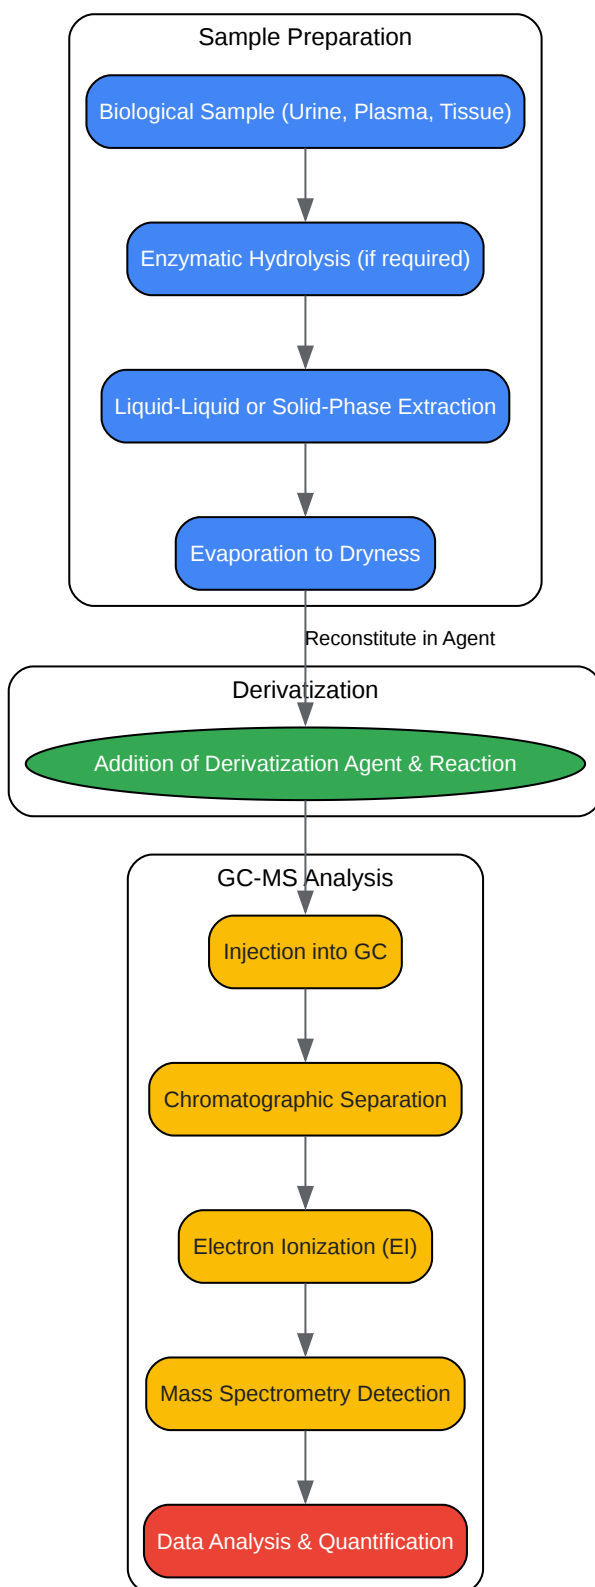 Sample Preparation
Biological Sample (Urine, Plasma, Tissue)
Enzymatic Hydrolysis (if required)
Liquid-Liquid or Solid-Phase Extraction
Evaporation to Dryness
Reconstitute in Agent
Derivatization
Addition of Derivatization Agent & Reaction
GC-MS Analysis
Injection into GC
Chromatographic Separation
Electron Ionization (EI)
Mass Spectrometry Detection
Data Analysis & Quantification